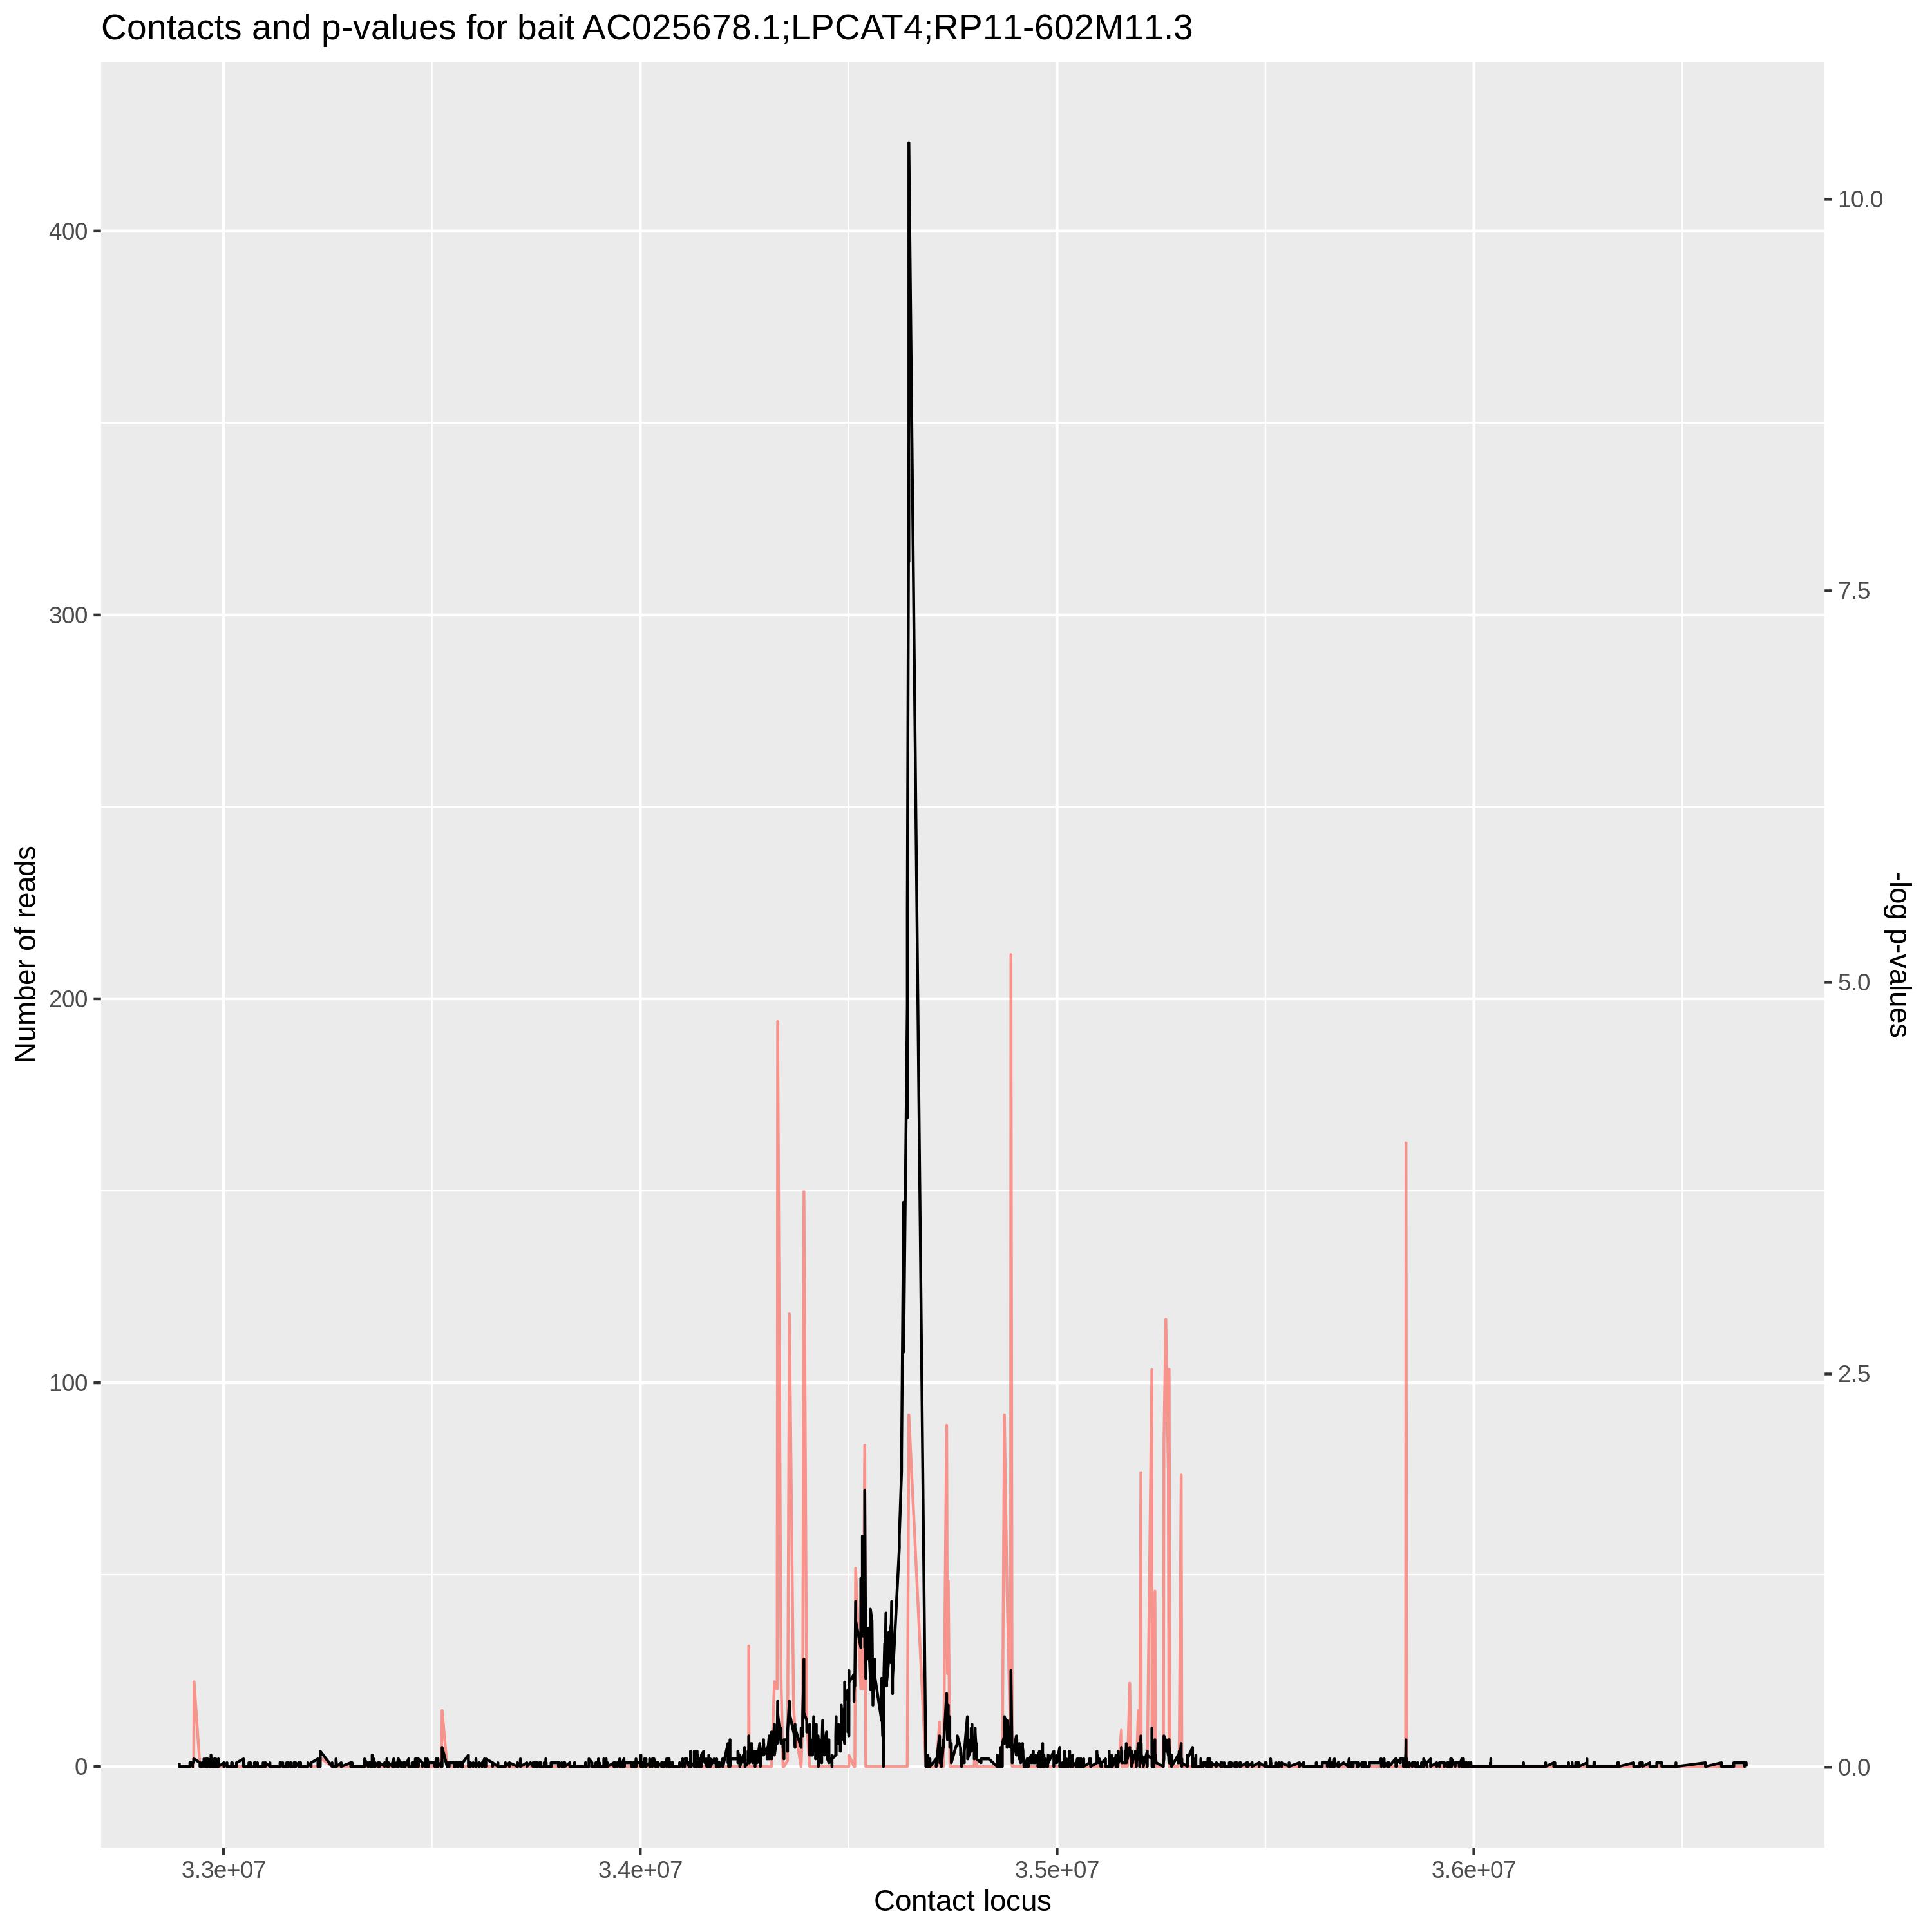 Contacts and p-values for bait AC025678.1;LPCAT4;RP11-602M11.3
Number of reads
400
300
200
100
0
10.0
7.5
5.0
2.5
0.0
-log p-values
3.3e+07 3.4e+07 3.5e+07 3.6e+07
Contact locus